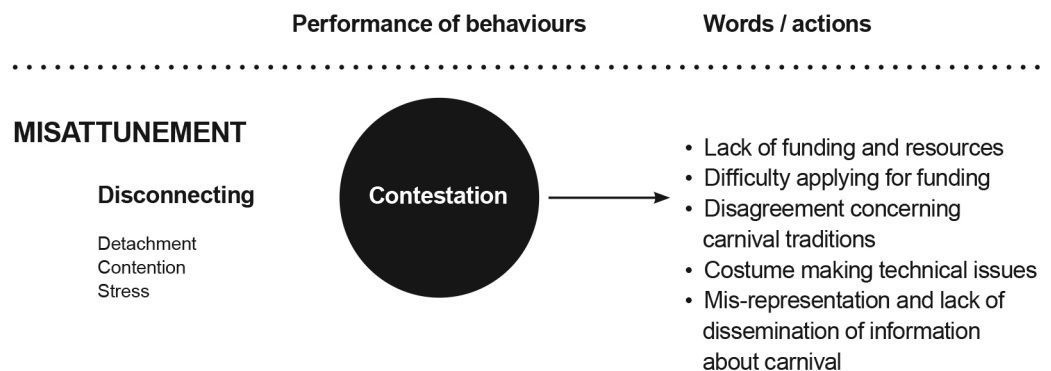 Performance of behaviours
Words / actions
MISATTUNEMENT
Disconnecting
Detachment
Contention
Stress
Contestation
• Lack of funding and resources
• Difficulty applying for funding
• Disagreement concerning
carnival traditions
• Costume making technical issues
• Mis-representation and lack of
dissemination of information
about carnival